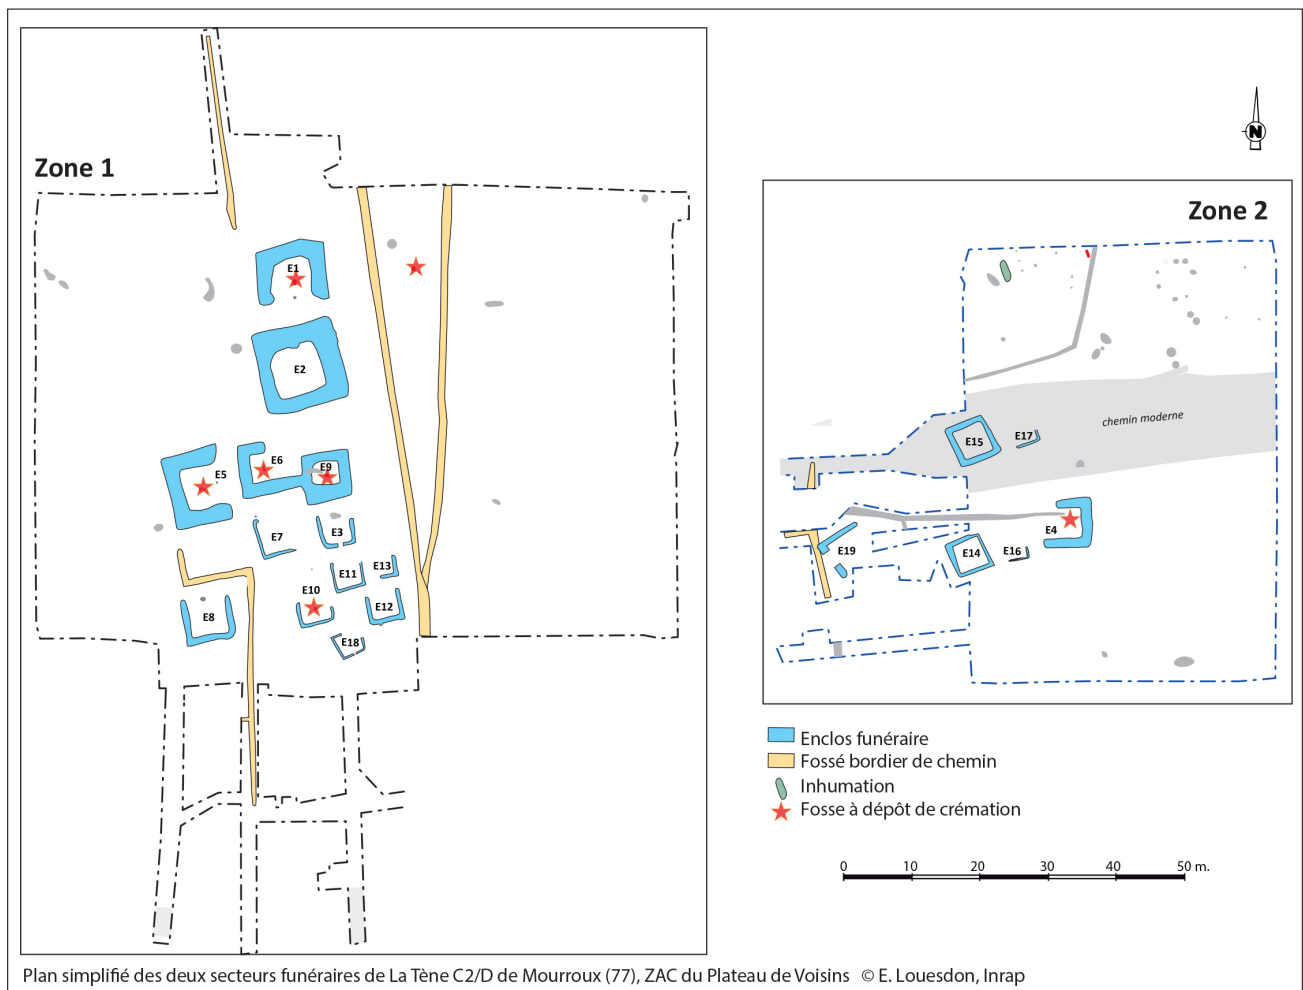 N
Zone 1
Zone 2
E1
E2
E5
E6
E9
E7
E3
E11
E13
E10
E12
E8
E18
chemin moderne
E15
E17
E4
E19
E14
E16
Enclos funéraire
Fossé bordier de chemin
Inhumation
Fosse à dépôt de crémation
0 10 20 30 40 50 m.
Plan simplifié des deux secteurs funéraires de La Tène C2/D de Mourroux (77), ZAC du Plateau de Voisins © E. Louesdon, Inrap